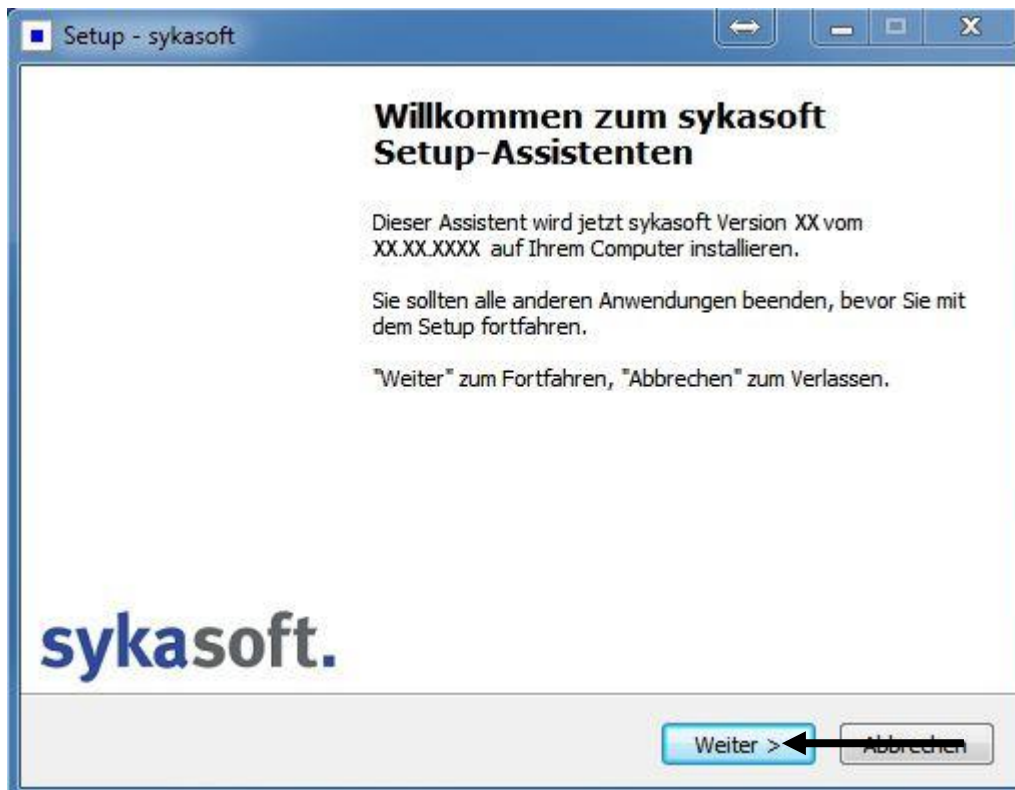 Setup - sykasoft
Willkommen zum sykasoft
Setup-Assistenten
Dieser Assistent wird jetzt sykasoft Version XX vom
XX.XX.XXXX auf Ihrem Computer installieren.
Sie sollten alle anderen Anwendungen beenden, bevor Sie mit
dem Setup fortfahren.
"Weiter" zum Fortfahren, "Abbrechen" zum Verlassen.
sykasoft.
Weiter >
Abbrechen